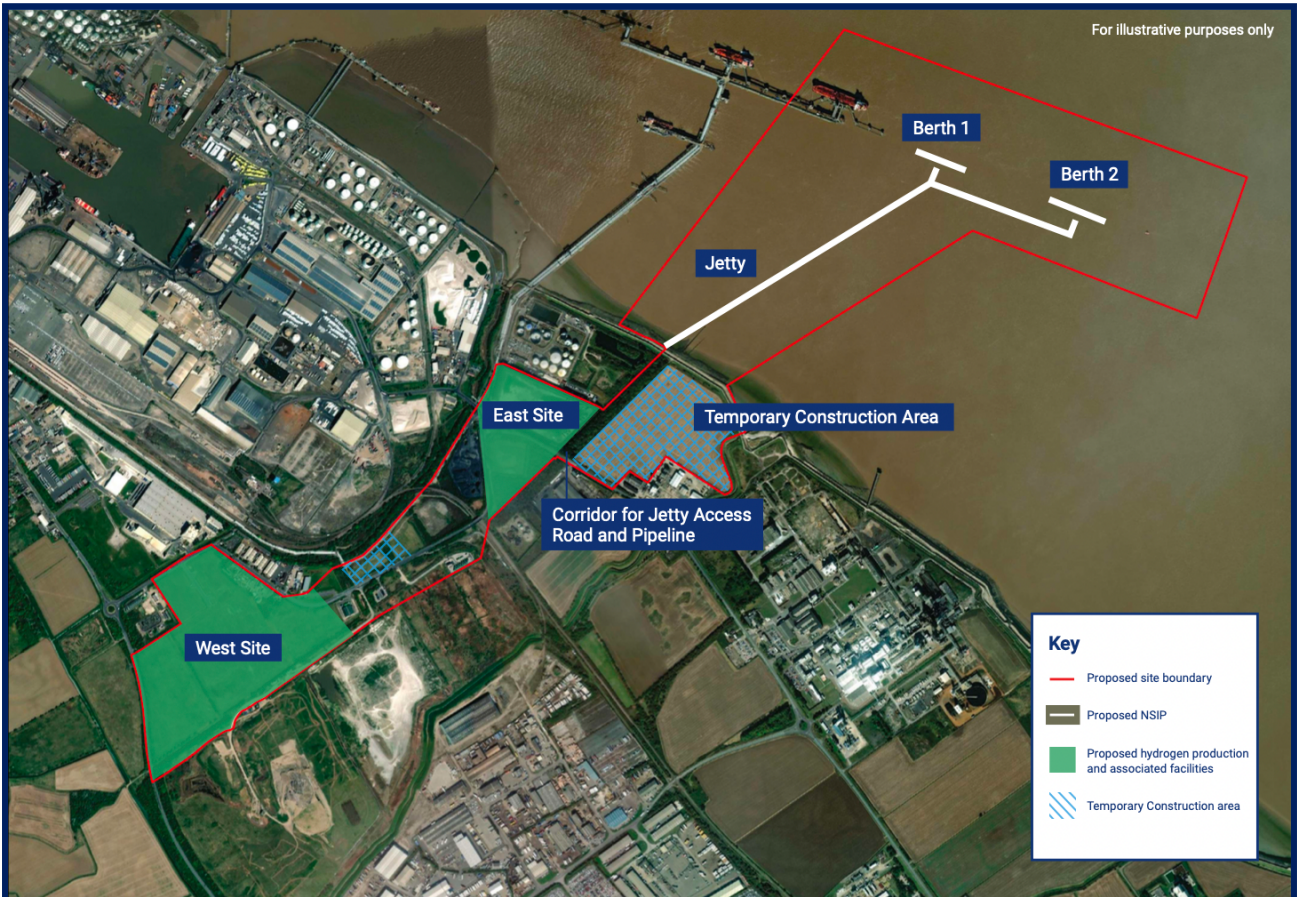 For illustrative purposes only
Berth 1
Berth 2
Jetty
East Site
Temporary Construction Area
Corridor for Jetty Access
Road and Pipeline
West Site
Key
Proposed site boundary
Proposed NSIP
Proposed hydrogen production
and associated facilities
Temporary Construction area